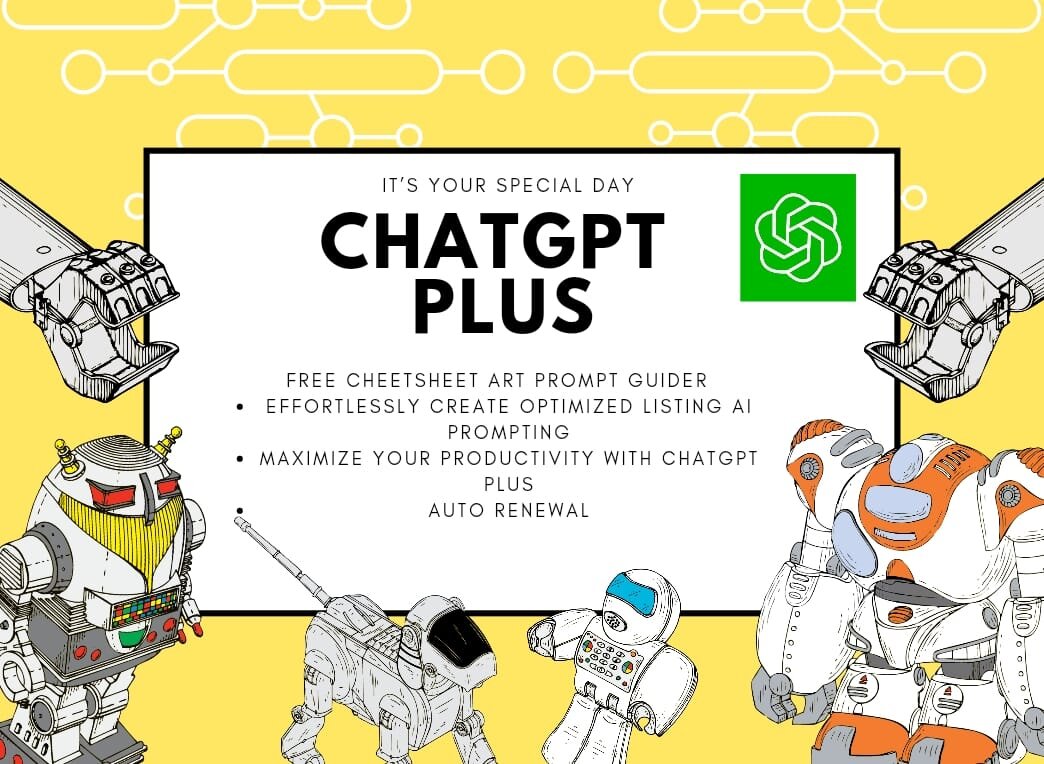 IT’S YOUR SPECIAL DAY
CHATGPT
PLUS
FREE CHEETSHEET ART PROMPT GUIDER
• EFFORTLESSLY CREATE OPTIMIZED LISTING AI
PROMPTING
• MAXIMIZE YOUR PRODUCTIVITY WITH CHATGPT
PLUS
• AUTO RENEWAL